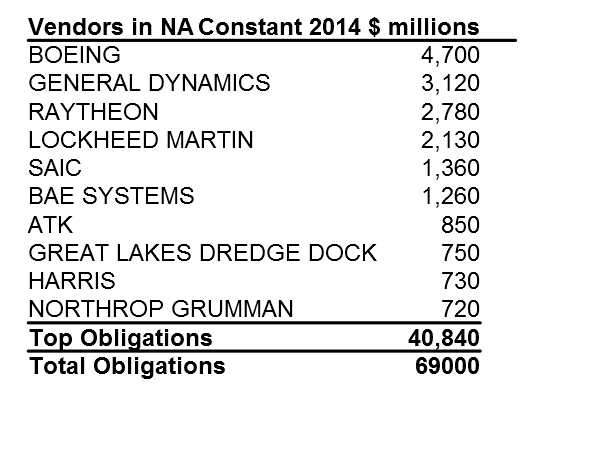 Vendors in NA Constant 2014 $ millions
BOEING 4,700
GENERAL DYNAMICS 3,120
RAYTHEON 2,780
LOCKHEED MARTIN 2,130
SAIC 1,360
BAE SYSTEMS 1,260
ATK 850
GREAT LAKES DREDGE DOCK 750
HARRIS 730
NORTHROP GRUMMAN 720
Top Obligations 40,840
Total Obligations 69000